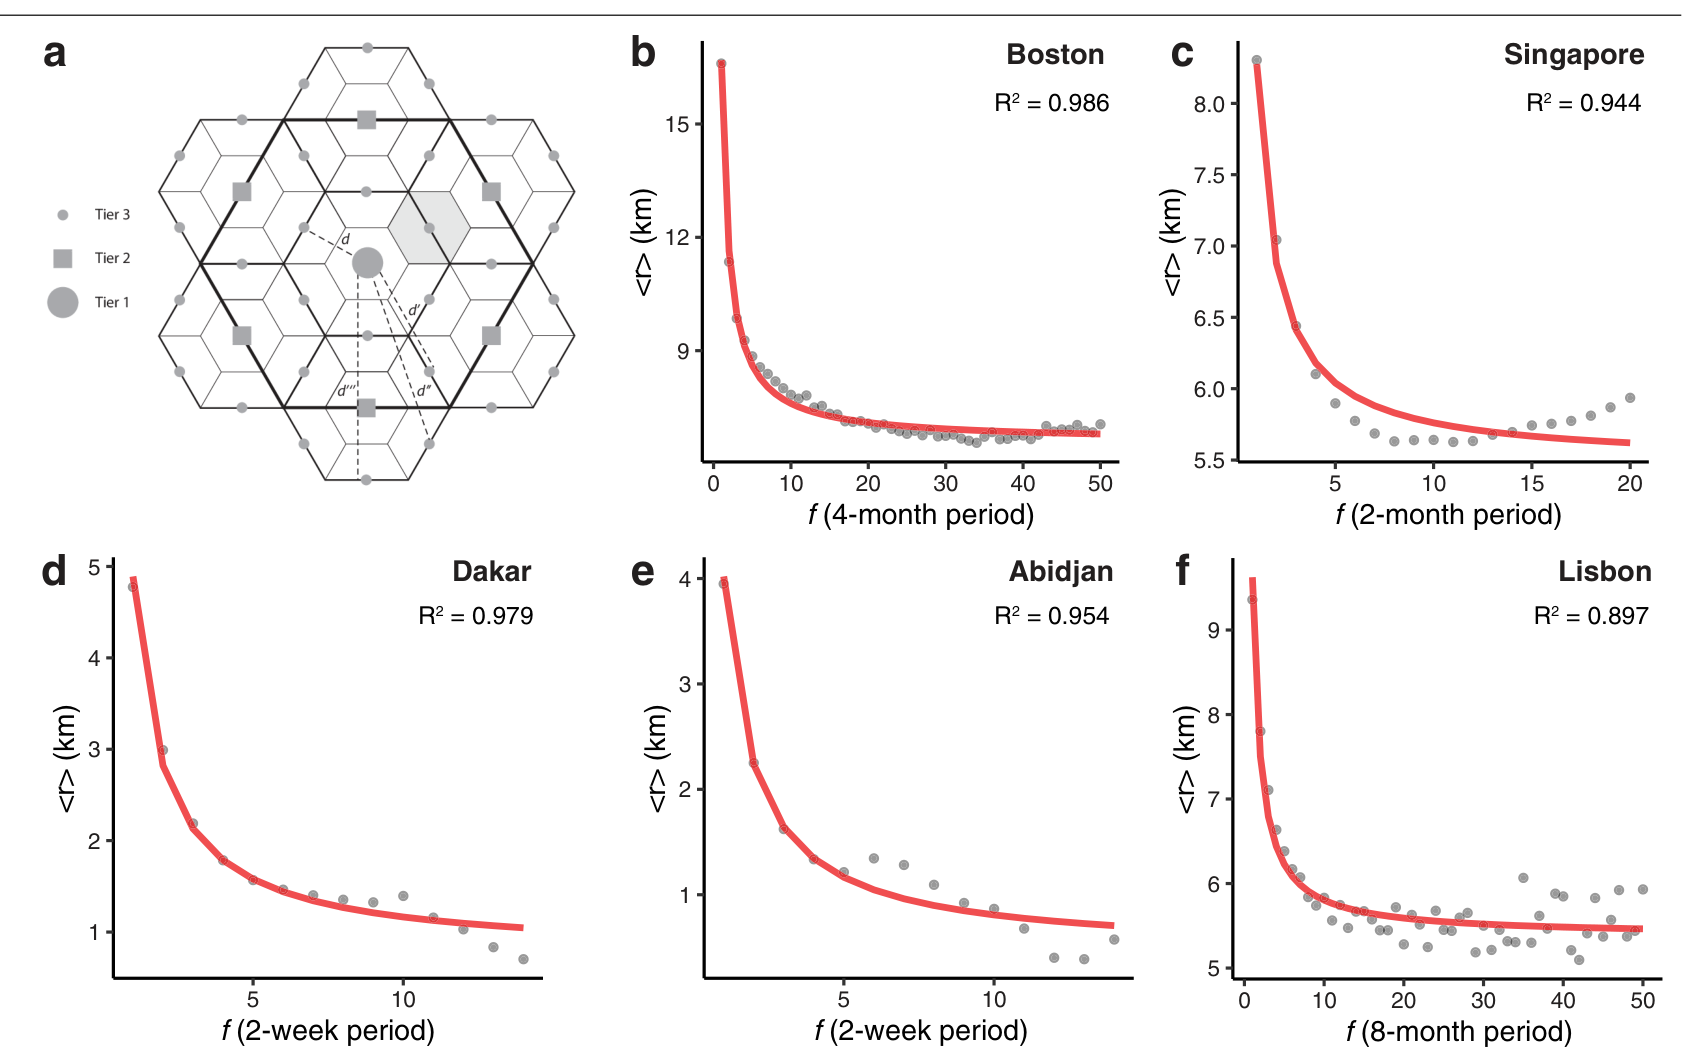 a
Tier 3
Tier 2
Tier 1
d
d'
d''
d'''
b
Boston
R² = 0.986
<r> (km)
15
12
9
0 10 20 30 40 50
f (4-month period)
c
Singapore
R² = 0.944
<r> (km)
8.0
7.5
7.0
6.5
6.0
5.5
5 10 15 20
f (2-month period)
d
Dakar
R² = 0.979
<r> (km)
5
4
3
2
1
5 10
f (2-week period)
e
Abidjan
R² = 0.954
<r> (km)
4
3
2
1
5 10
f (2-week period)
f
Lisbon
R² = 0.897
<r> (km)
9
8
7
6
5
0 10 20 30 40 50
f (8-month period)